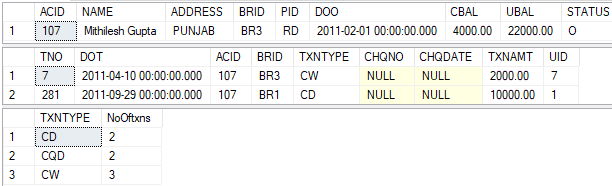 ACID NAME ADDRESS BRID PID DOO CBAL UBAL STATUS
1 107 Mithilesh Gupta PUNJAB BR3 RD 2011-02-01 00:00:00.000 4000.00 22000.00 O
TNO DOT ACID BRID TXNTYPE CHQNO CHQDATE TXNAMT UID
1 7 2011-04-10 00:00:00.000 107 BR3 CW NULL NULL 2000.00 7
2 281 2011-09-29 00:00:00.000 107 BR1 CD NULL NULL 10000.00 1
TXNTYPE NoOftxns
1 CD 2
2 CQD 2
3 CW 3